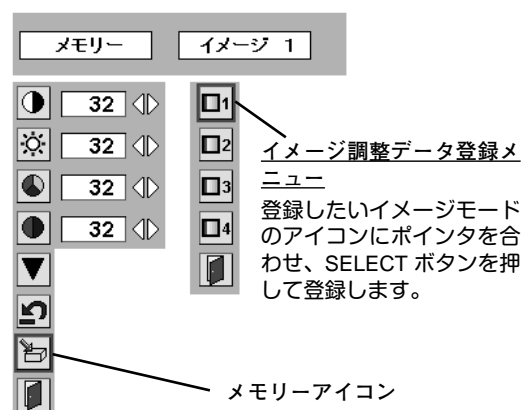 メモリー イメージ 1
32 1
32 2
32 3
32 4
イメージ調整データ登録メ
ニュー
登録したいイメージモード
のアイコンにポインタを合
わせ、SELECT ボタンを押
して登録します。
メモリーアイコン